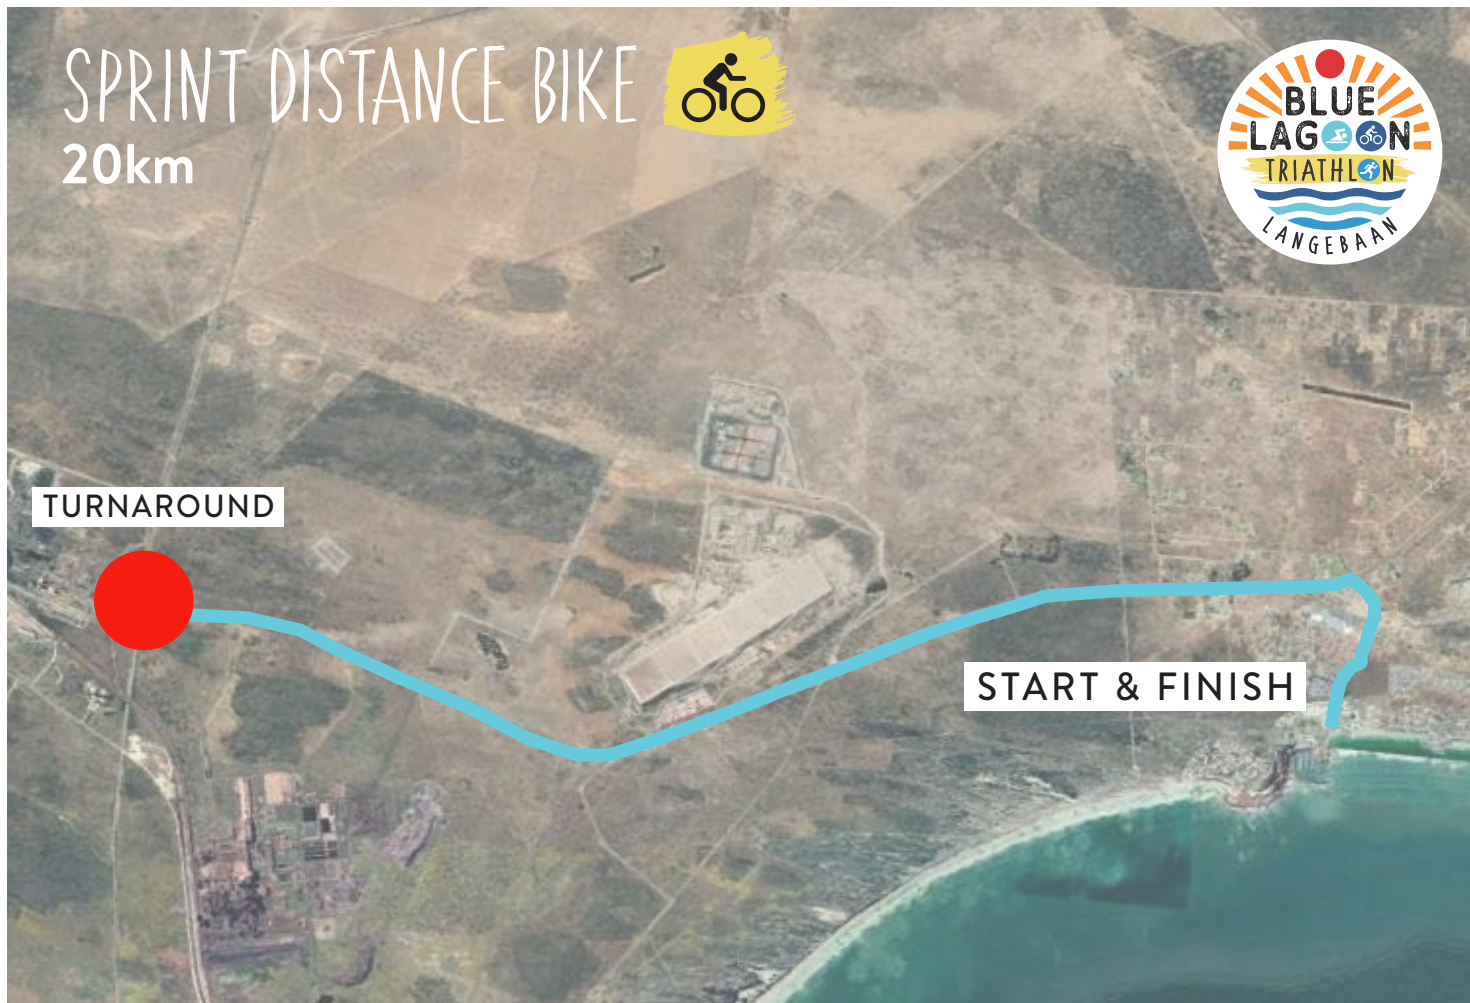 SPRINT DISTANCE BIKE
20km
BLUE
LAGOON
TRIATHLON
LANGEBAAN
TURNAROUND
START & FINISH